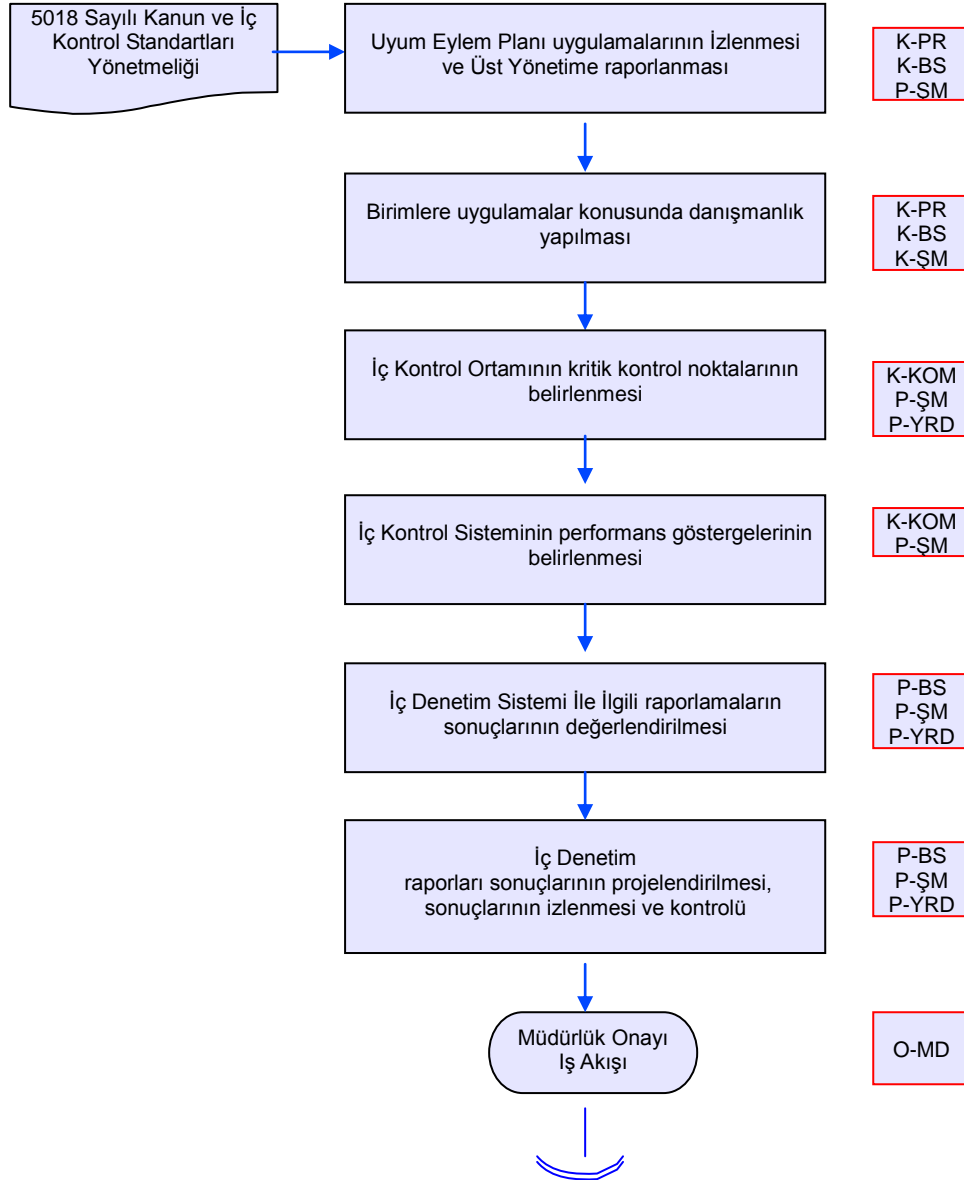 5018 Sayılı Kanun ve İç
Kontrol Standartları
Yönetmeliği
Uyum Eylem Planı uygulamalarının İzlenmesi
ve Üst Yönetime raporlanması
K-PR
K-BS
P-ŞM
Birimlere uygulamalar konusunda danışmanlık
yapılması
K-PR
K-BS
K-ŞM
İç Kontrol Ortamının kritik kontrol noktalarının
belirlenmesi
K-KOM
P-ŞM
P-YRD
İç Kontrol Sisteminin performans göstergelerinin
belirlenmesi
K-KOM
P-ŞM
İç Denetim Sistemi İle İlgili raporlamaların
sonuçlarının değerlendirilmesi
P-BS
P-ŞM
P-YRD
İç Denetim
raporları sonuçlarının projelendirilmesi,
sonuçlarının izlenmesi ve kontrolü
P-BS
P-ŞM
P-YRD
Müdürlük Onayı
Iş Akışı
O-MD